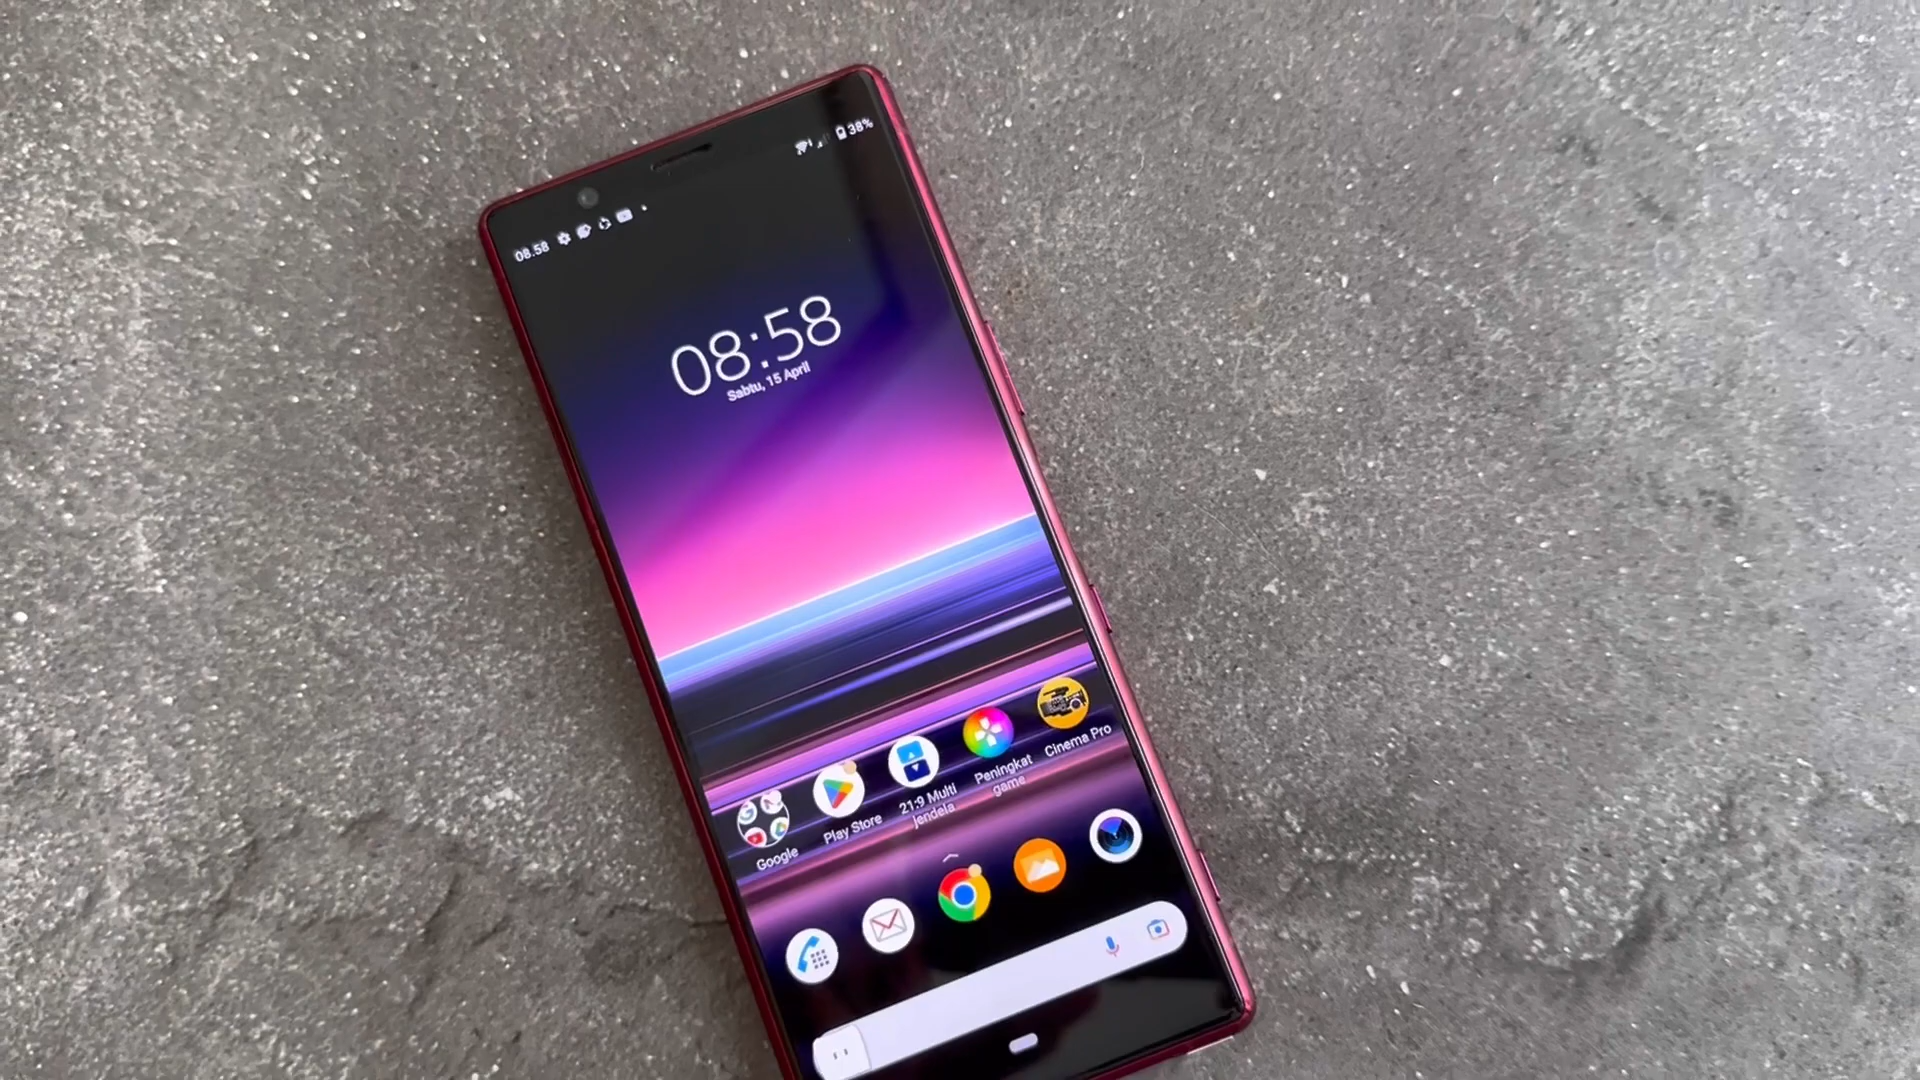 38%
08.58
08:58
Sabtu, 15 April
Google
Play Store
21:9 Multi
jendela
Peningkat
game
Cinema Pro